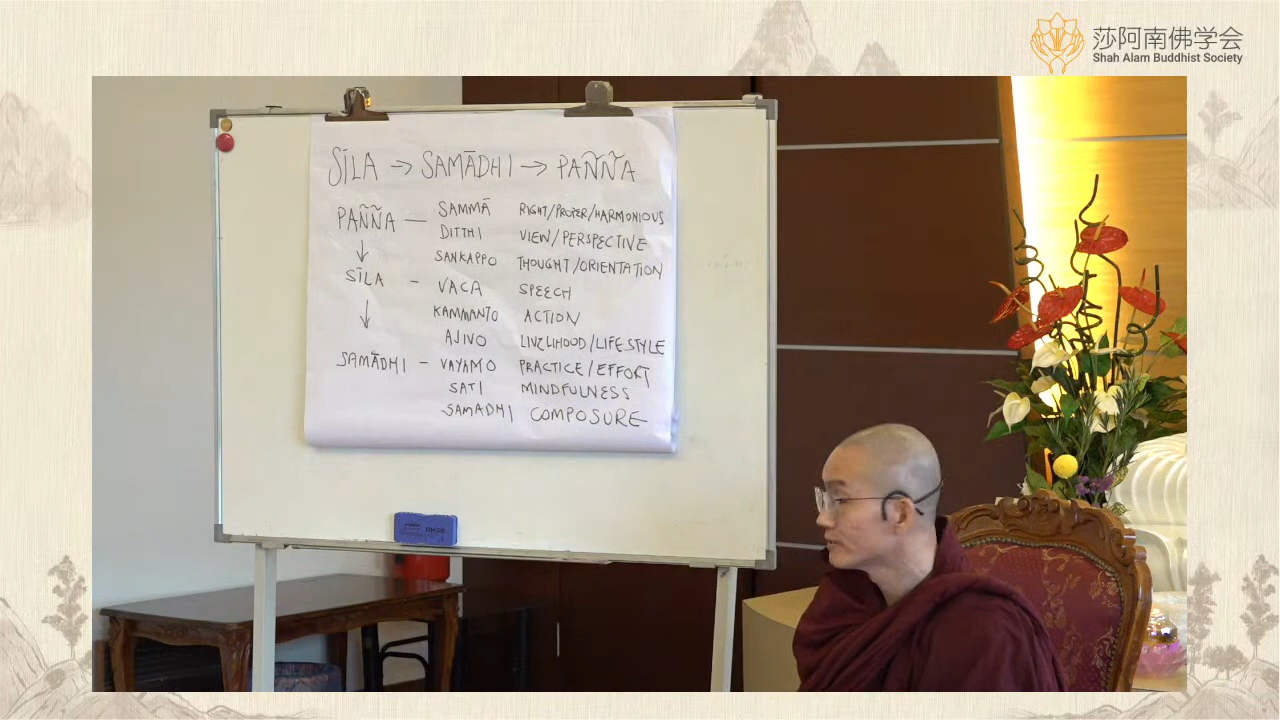 莎阿南佛学会
Shah Alam Buddhist Society
SĪLA → SAMĀDHI → PAÑÑA
PAÑÑA — SAMMĀ RIGHT/PROPER/HARMONIOUS
DITTHI VIEW/PERSPECTIVE
↓ SANKAPPO THOUGHT/ORIENTATION
SĪLA - VACA SPEECH
↓ KAMMANTO ACTION
AJIVO LIVELIHOOD/LIFESTYLE
SAMĀDHI - VAYAMO PRACTICE/EFFORT
SATI MINDFULNESS
SAMADHI COMPOSURE